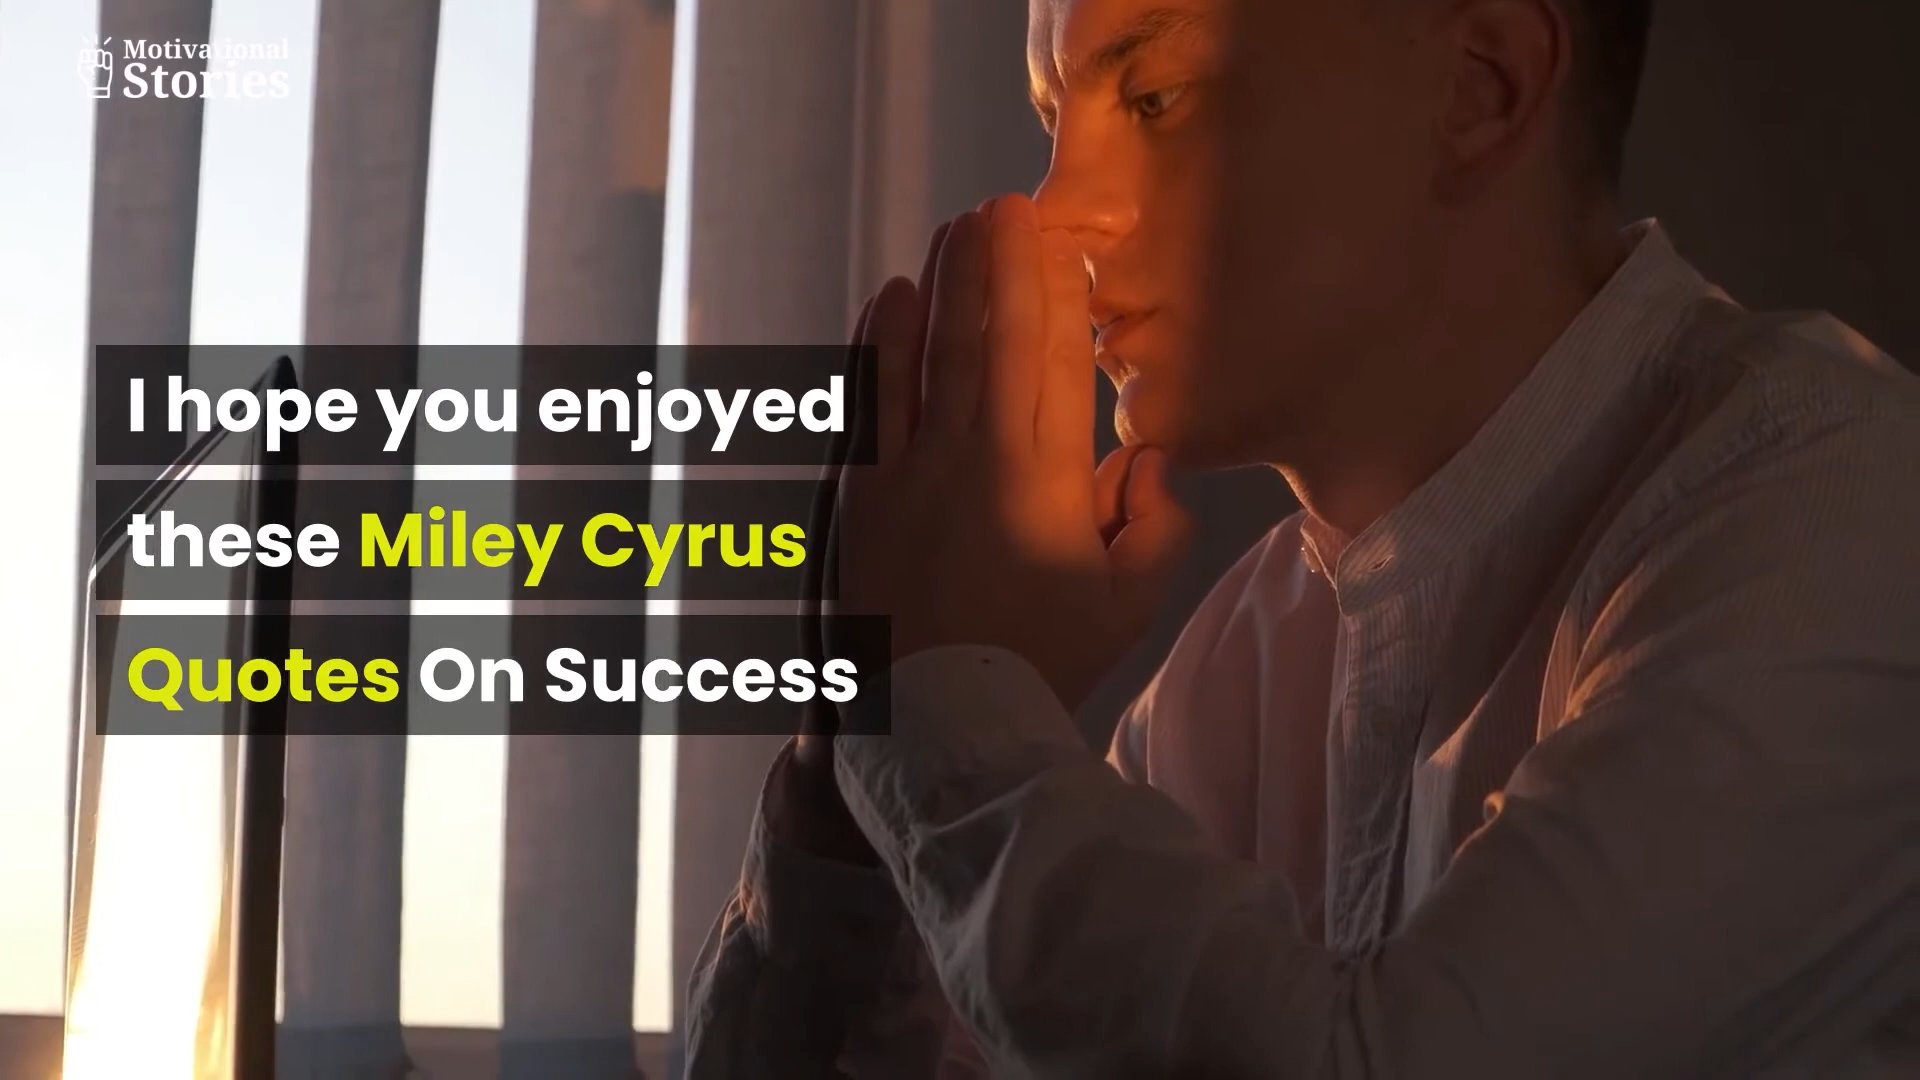 Motivational
Stories
I hope you enjoyed
these Miley Cyrus
Quotes On Success